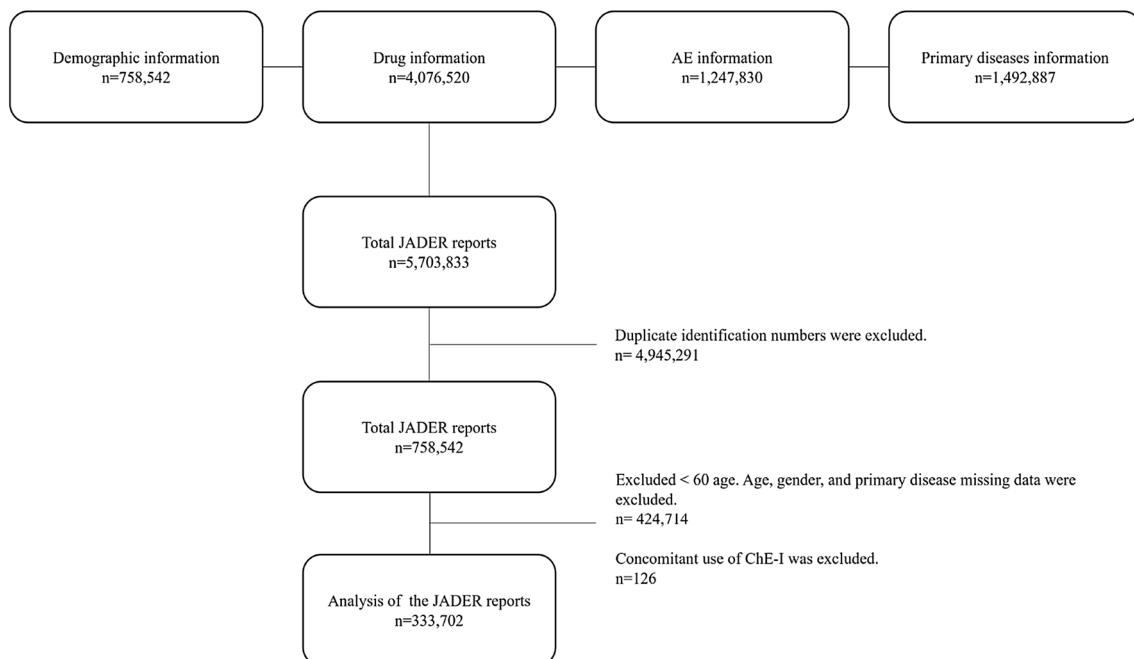 Demographic information
n=758,542
Drug information
n=4,076,520
AE information
n=1,247,830
Primary diseases information
n=1,492,887
Total JADER reports
n=5,703,833
Duplicate identification numbers were excluded.
n= 4,945,291
Total JADER reports
n=758,542
Excluded < 60 age. Age, gender, and primary disease missing data were
excluded.
n= 424,714
Concomitant use of ChE-I was excluded.
n=126
Analysis of the JADER reports
n=333,702